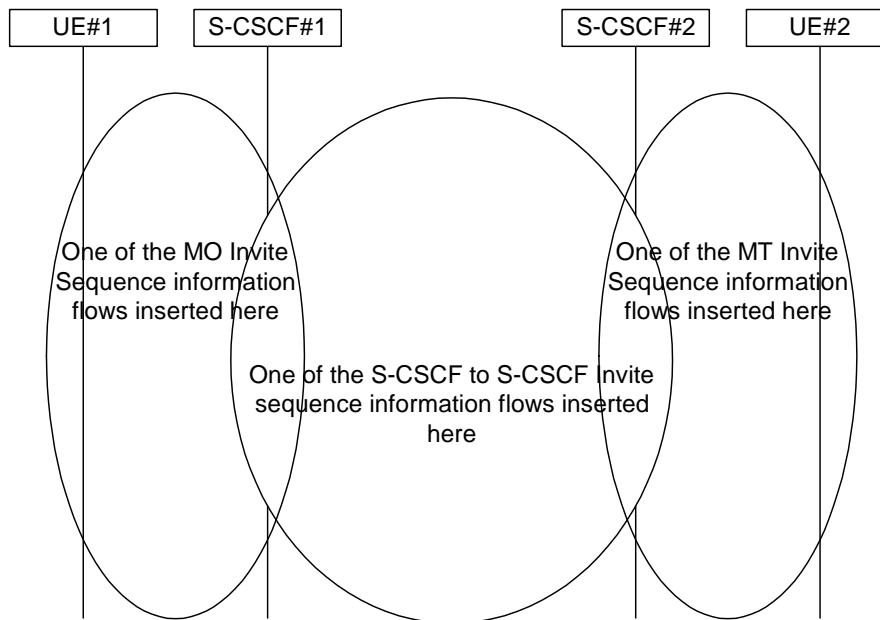 UE#1
S-CSCF#1
S-CSCF#2
UE#2
One of the MO Invite
Sequence information
flows inserted here
One of the MT Invite
Sequence information
flows inserted here
One of the S-CSCF to S-CSCF Invite
sequence information flows inserted
here